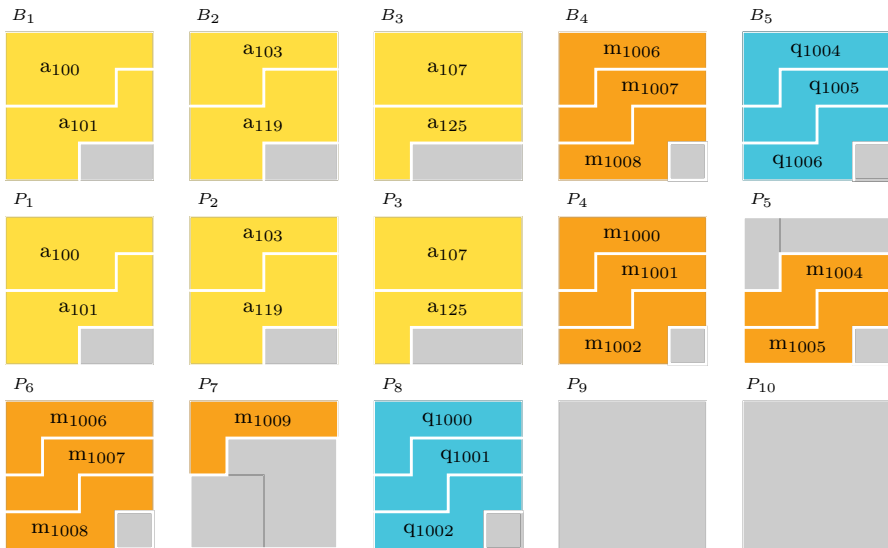 B1 B2 B3 B4 B5
a100 a103 a107 m1006 q1004
a101 a119 a125 m1007 q1005
m1008 q1006
P1 P2 P3 P4 P5
a100 a103 a107 m1000 m1004
a101 a119 a125 m1001 m1005
m1002
P6 P7 P8 P9 P10
m1006 m1009 q1000
m1007 q1001
m1008 q1002